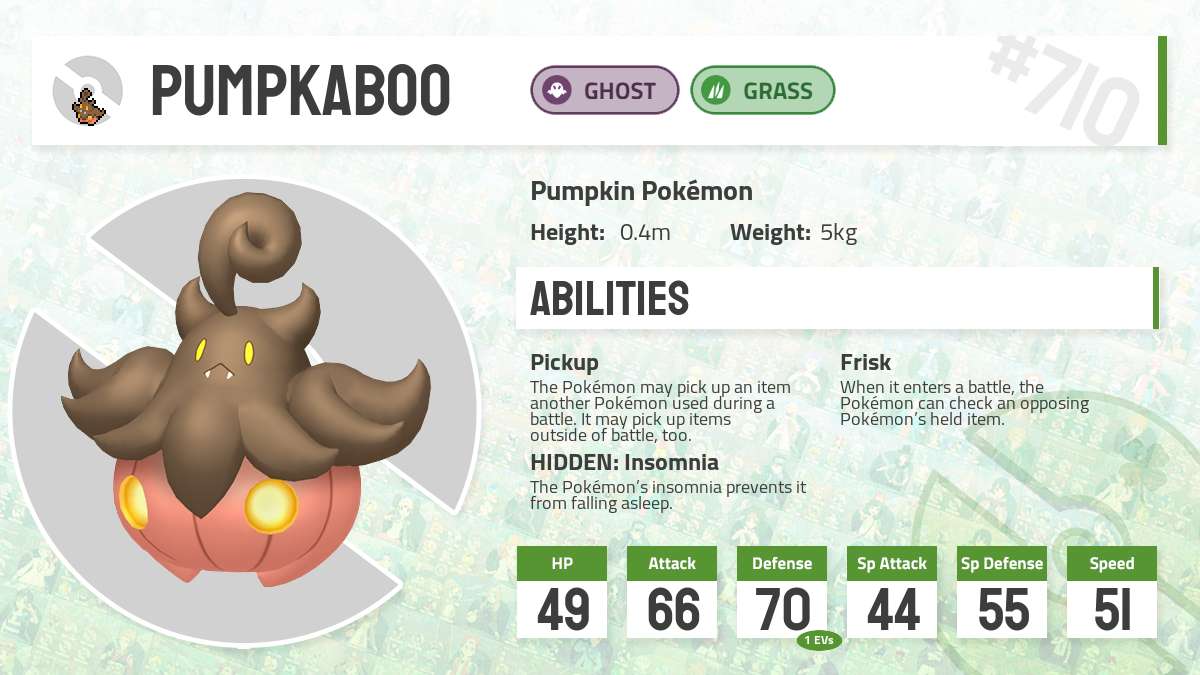 PUMPKABOO
GHOST
GRASS
#710
Pumpkin Pokémon
Height: 0.4m Weight: 5kg
ABILITIES
Pickup
The Pokémon may pick up an item
another Pokémon used during a
battle. It may pick up items
outside of battle, too.
Frisk
When it enters a battle, the
Pokémon can check an opposing
Pokémon's held item.
HIDDEN: Insomnia
The Pokémon's insomnia prevents it
from falling asleep.
HP Attack Defense Sp Attack Sp Defense Speed
49 66 70 44 55 51
1 EVs